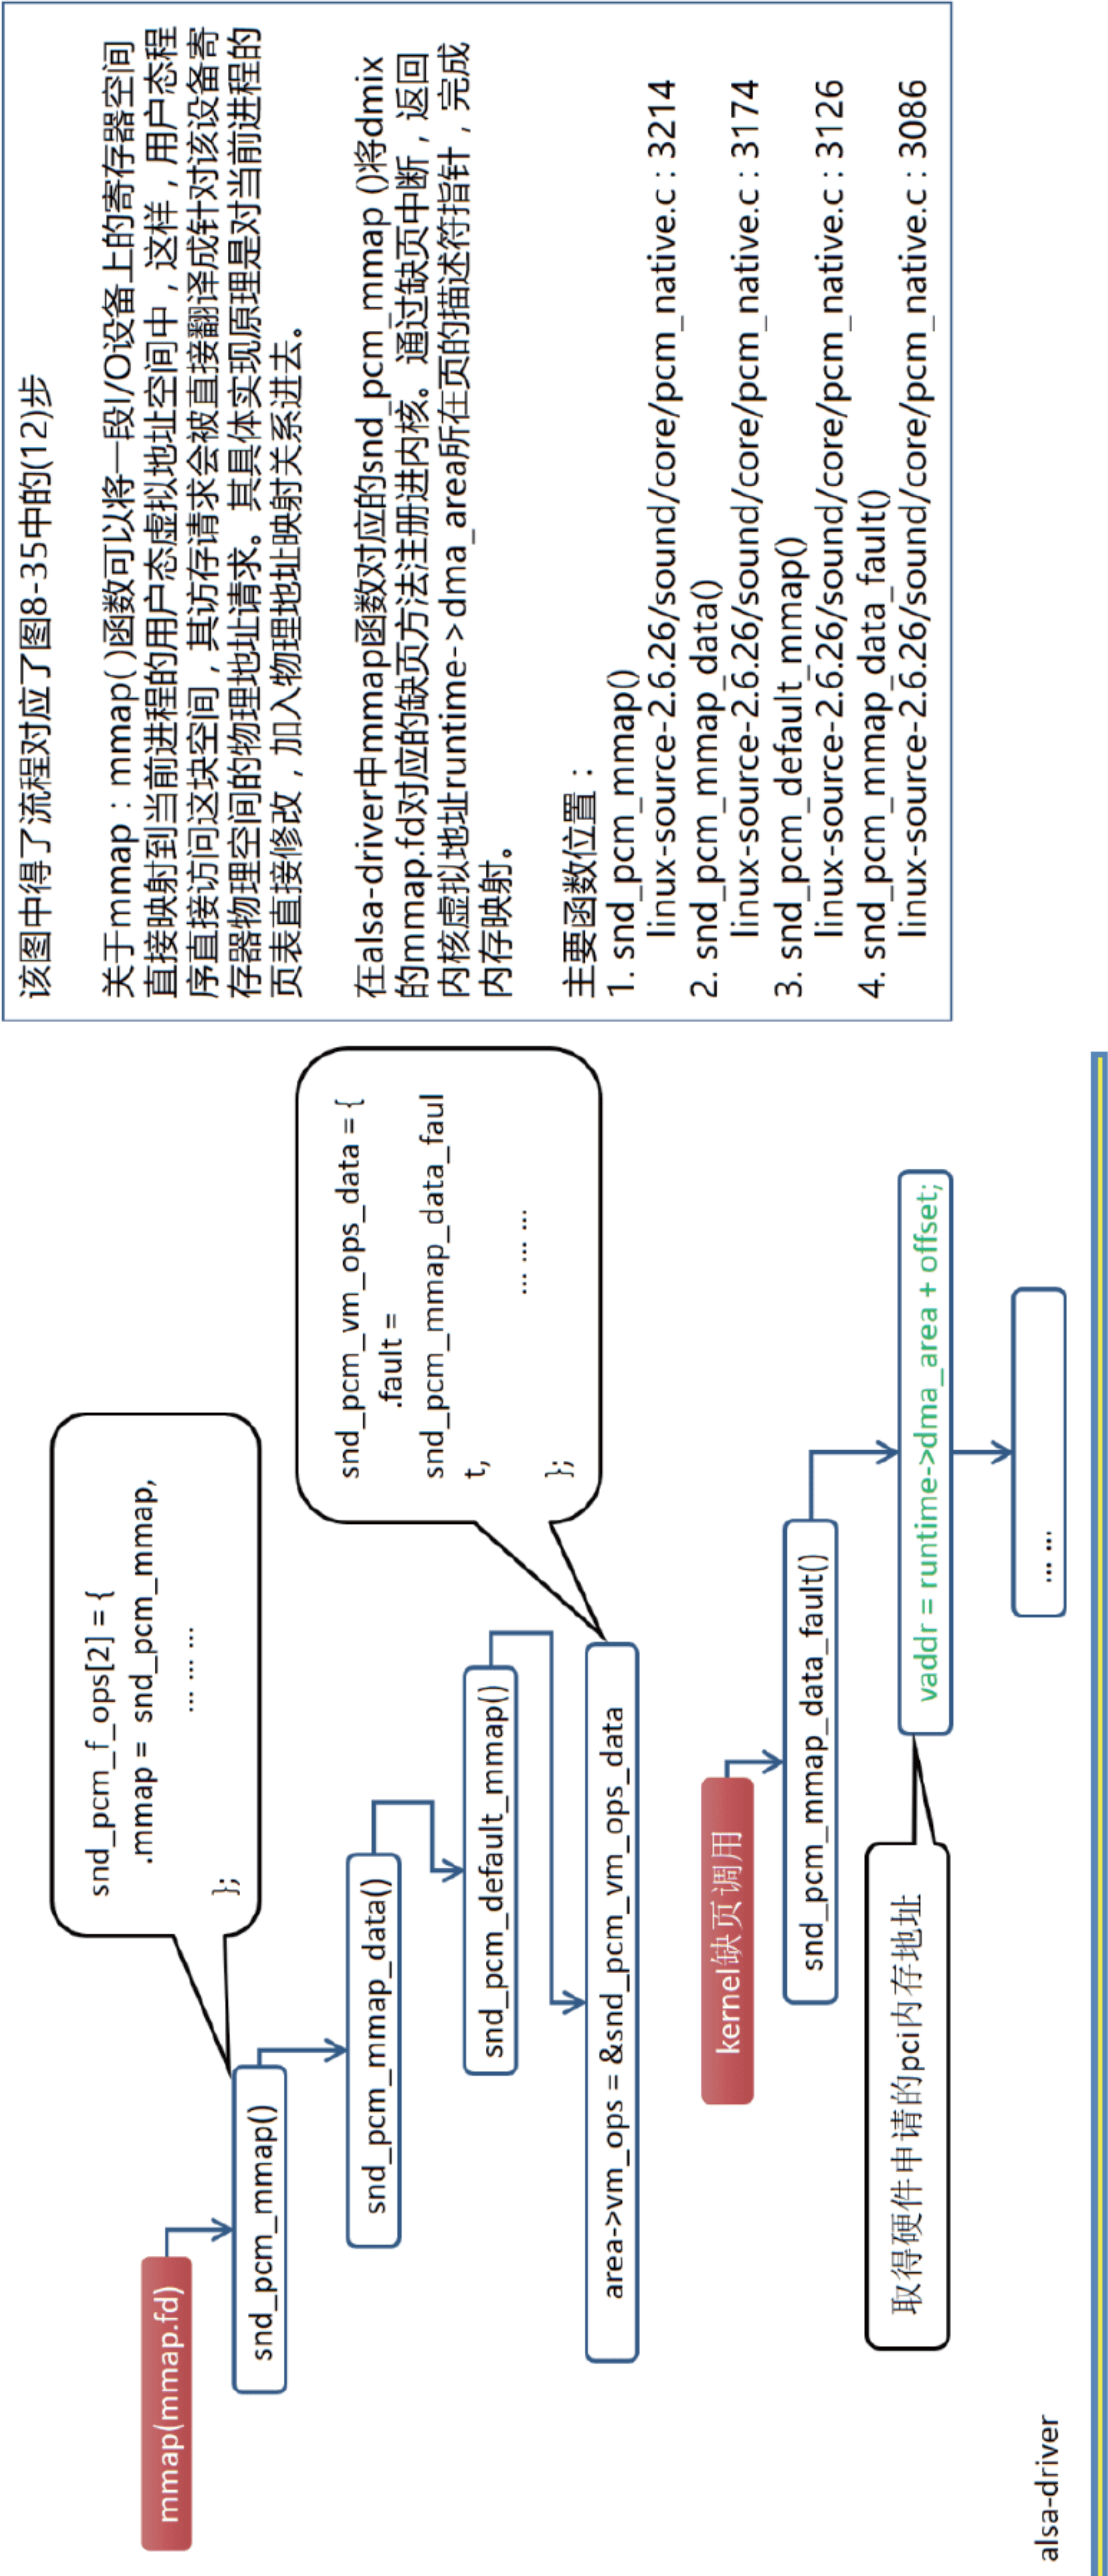 mmap(mmap.fd)
snd_pcm_mmap()
snd_pcm_f_ops[2] = {
.mmap = snd_pcm_mmap,
... ... ...
};
snd_pcm_mmap_data()
snd_pcm_default_mmap()
area->vm_ops = &snd_pcm_vm_ops_data
snd_pcm_vm_ops_data = {
.fault =
snd_pcm_mmap_data_faul
t,
... ... ...
};
kernel缺页调用
snd_pcm_mmap_data_fault()
vaddr = runtime->dma_area + offset;
取得硬件申请的pci内存地址
... ...
alsa-driver
该图中得了流程对应了图8-35中的(12)步
关于mmap：mmap( )函数可以将一段I/O设备上的寄存器空间
直接映射到当前进程的用户态虚拟地址空间中，这样，用户态程
序直接访问这块空间，其访存请求会被直接翻译成针对该设备寄
存器物理空间的物理地址请求。其具体实现原理是对当前进程的
页表直接修改，加入物理地址映射关系进去。
在alsa-driver中mmap函数对应的snd_pcm_mmap ()将dmix
的mmap.fd对应的缺页方法注册进内核。通过缺页中断，返回
内核虚拟地址runtime->dma_area所在页的描述符指针，完成
内存映射。
主要函数位置：
1. snd_pcm_mmap()
linux-source-2.6.26/sound/core/pcm_native.c : 3214
2. snd_pcm_mmap_data()
linux-source-2.6.26/sound/core/pcm_native.c : 3174
3. snd_pcm_default_mmap()
linux-source-2.6.26/sound/core/pcm_native.c : 3126
4. snd_pcm_mmap_data_fault()
linux-source-2.6.26/sound/core/pcm_native.c : 3086